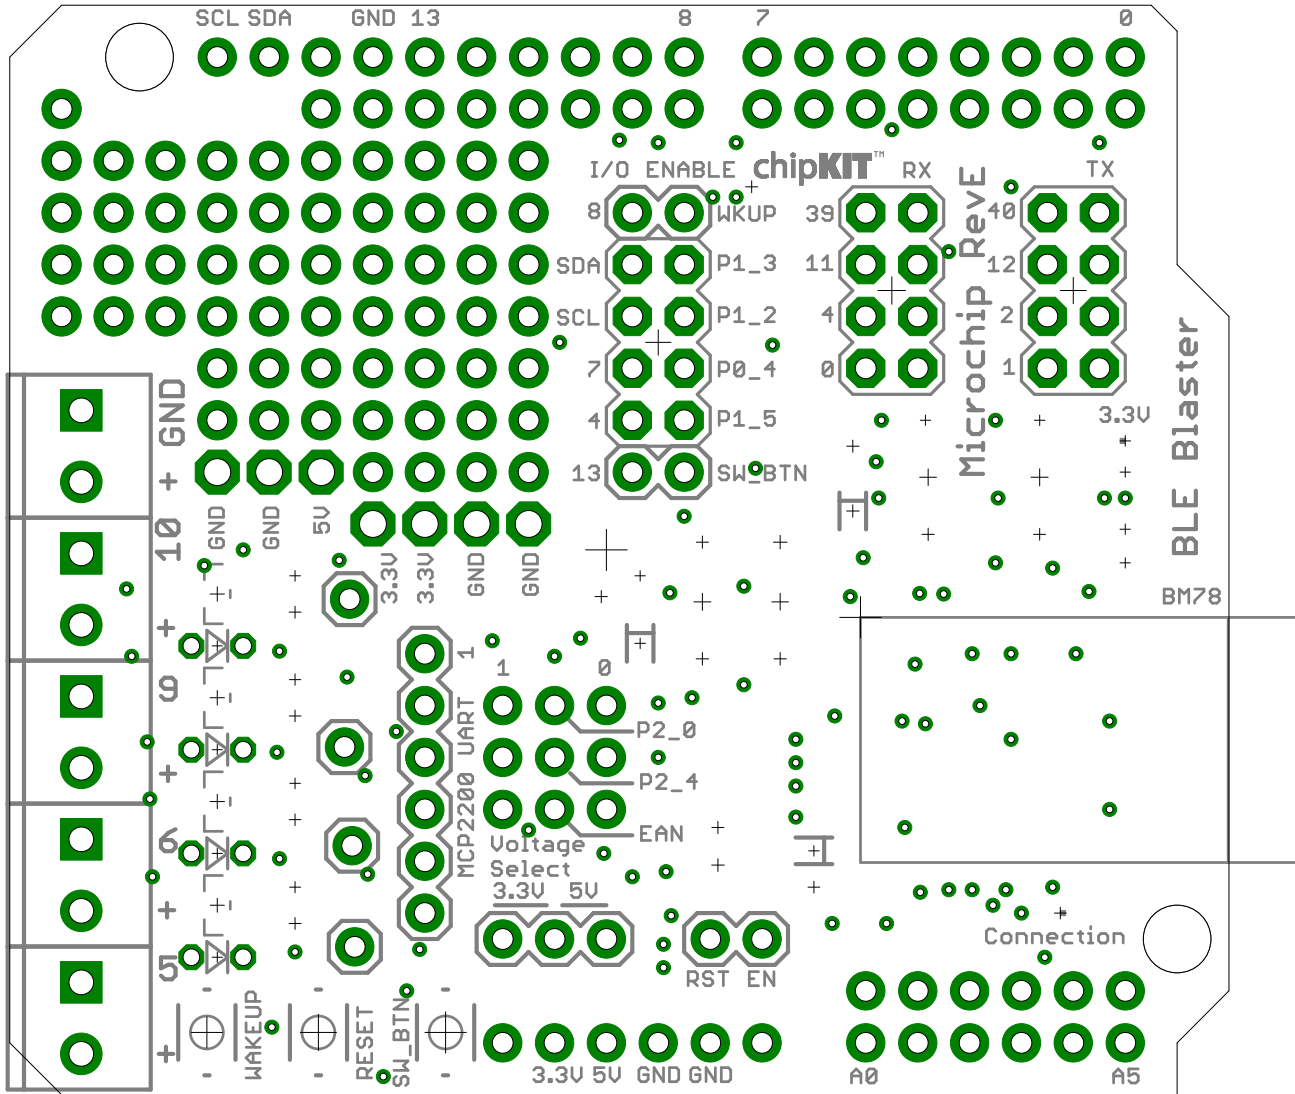 SCL SDA GND 13 8 7 0
I/O ENABLE chipKIT™ RX TX
8 WKUP 39 40
SDA P1_3 11 12
SCL P1_2 4 2
7 P0_4 0 1
4 P1_5
13 SW_BTN
Microchip RevE
3.3V
BLE Blaster
BM78
GND
+
10
+
9
+
6
+
5
+
GND GND 5V 3.3V 3.3V GND GND
1
MCP2200 UART
1 0
P2_0
P2_4
EAN
Voltage
Select
3.3V 5V
RST EN
Connection
WAKEUP RESET SW_BTN
3.3V 5V GND GND A0 A5